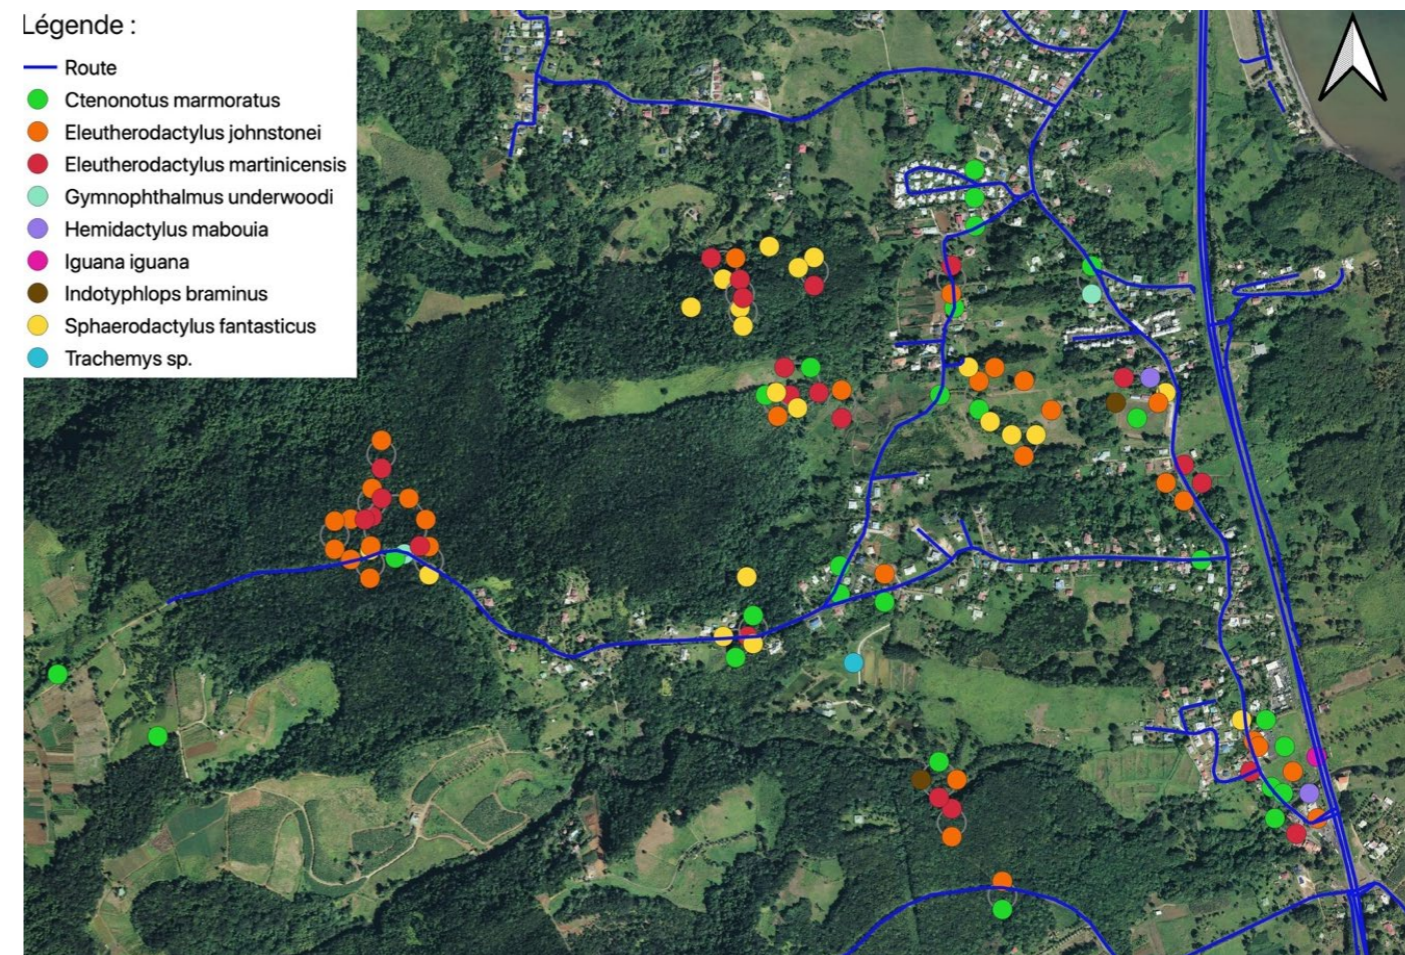 Légende :
Route
Ctenonotus marmoratus
Eleutherodactylus johnstonei
Eleutherodactylus martinicensis
Gymnophthalmus underwoodi
Hemidactylus mabouia
Iguana iguana
Indotyphlops braminus
Sphaerodactylus fantasticus
Trachemys sp.